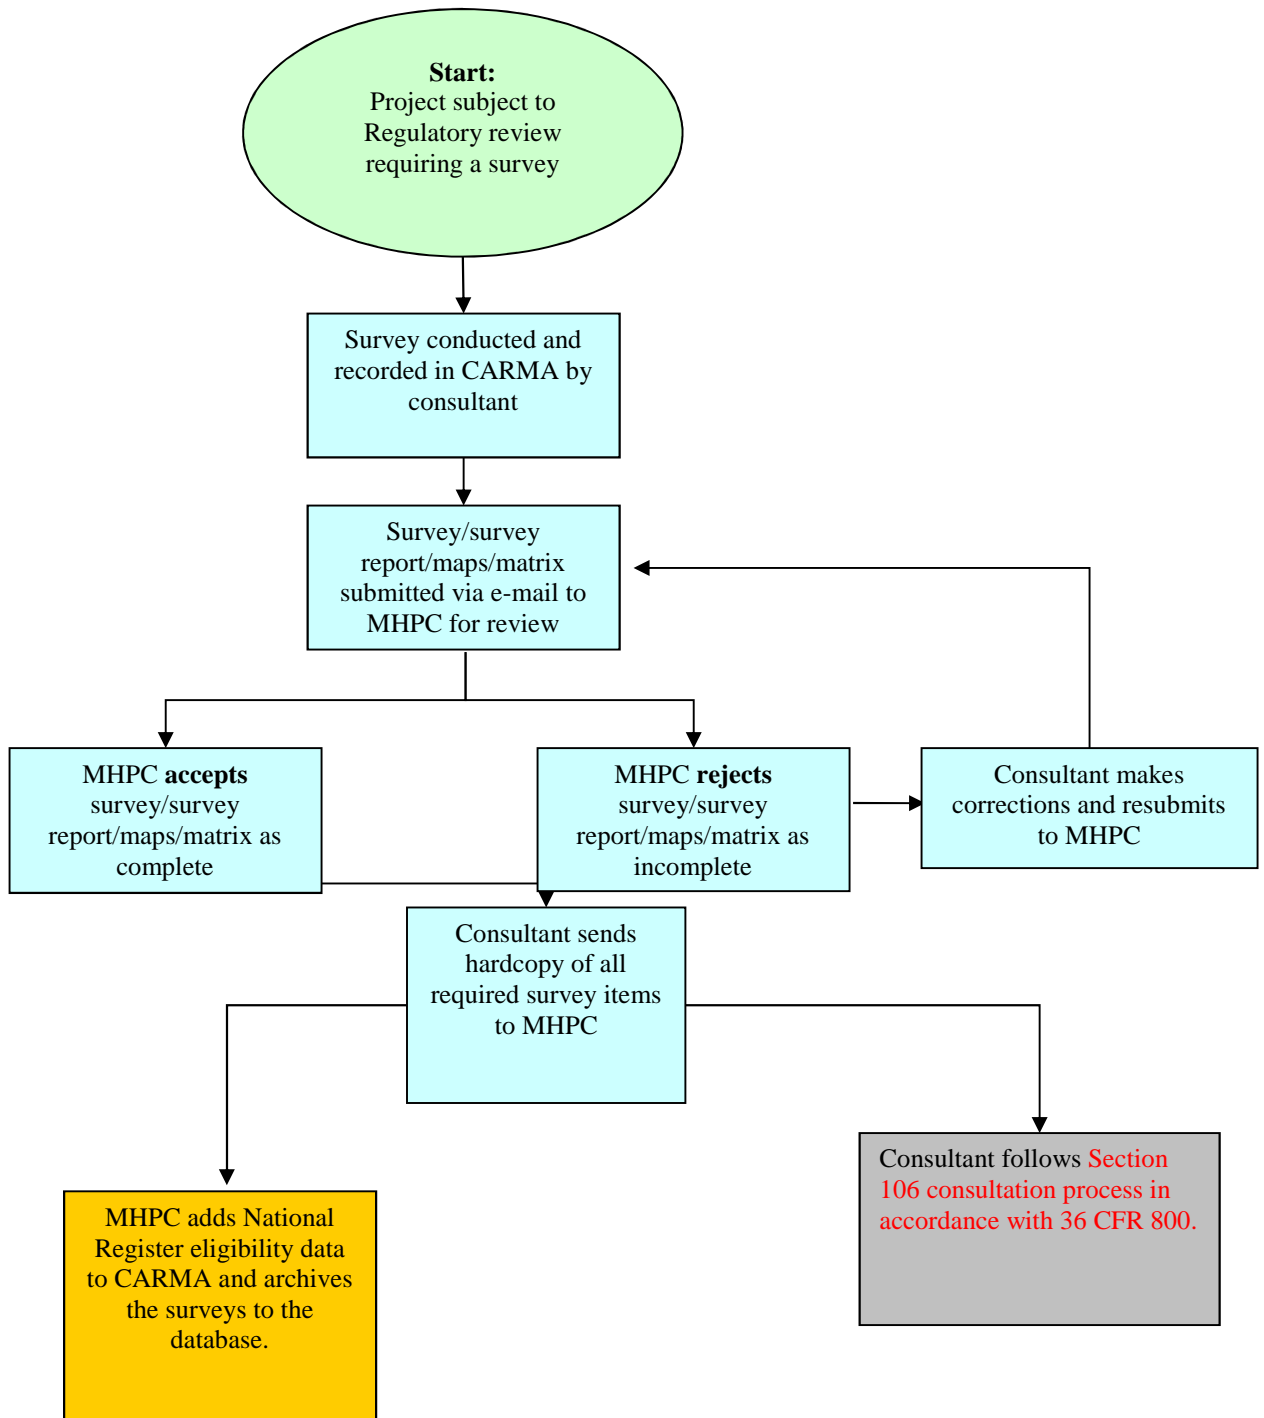 Start:
Project subject to
Regulatory review
requiring a survey
Survey conducted and
recorded in CARMA by
consultant
Survey/survey
report/maps/matrix
submitted via e-mail to
MHPC for review
MHPC accepts
survey/survey
report/maps/matrix as
complete
MHPC rejects
survey/survey
report/maps/matrix as
incomplete
Consultant makes
corrections and resubmits
to MHPC
Consultant sends
hardcopy of all
required survey items
to MHPC
Consultant follows Section
106 consultation process in
accordance with 36 CFR 800.
MHPC adds National
Register eligibility data
to CARMA and archives
the surveys to the
database.